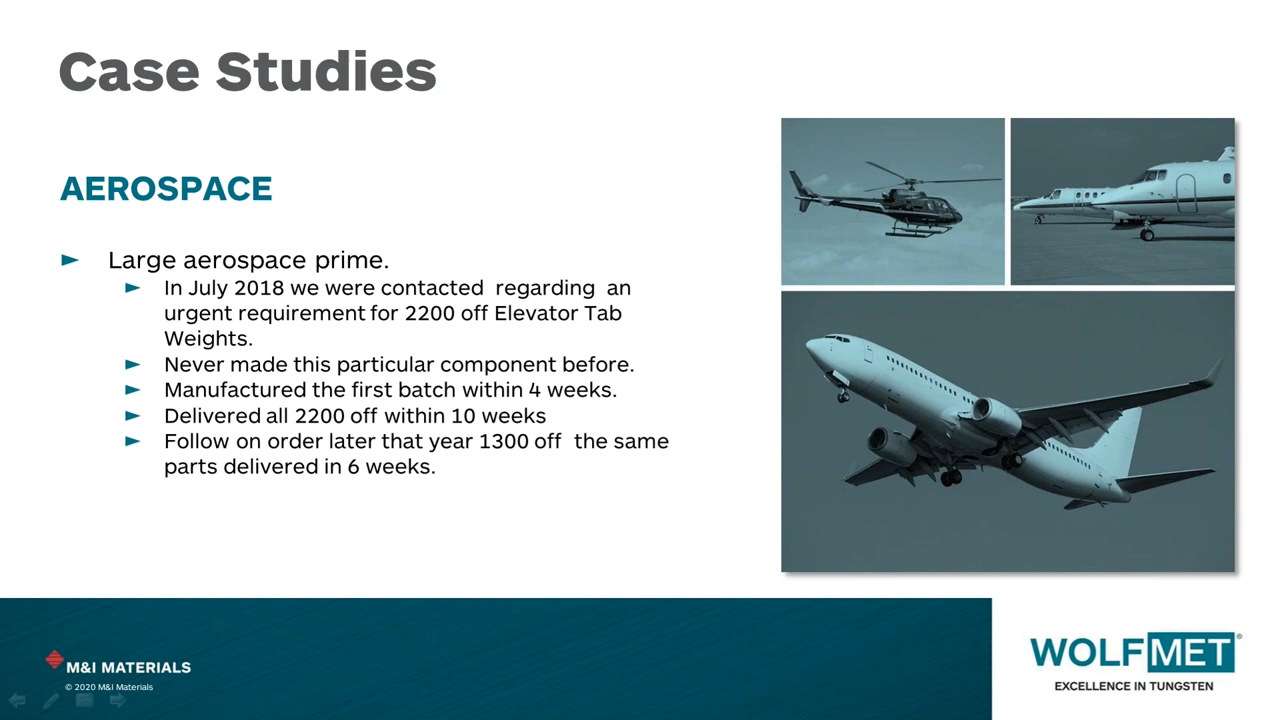 Case Studies
AEROSPACE
► Large aerospace prime.
► In July 2018 we were contacted regarding an
urgent requirement for 2200 off Elevator Tab
Weights.
► Never made this particular component before.
► Manufactured the first batch within 4 weeks.
► Delivered all 2200 off within 10 weeks
► Follow on order later that year 1300 off the same
parts delivered in 6 weeks.
M&I MATERIALS
© 2020 M&I Materials
WOLFMET®
EXCELLENCE IN TUNGSTEN